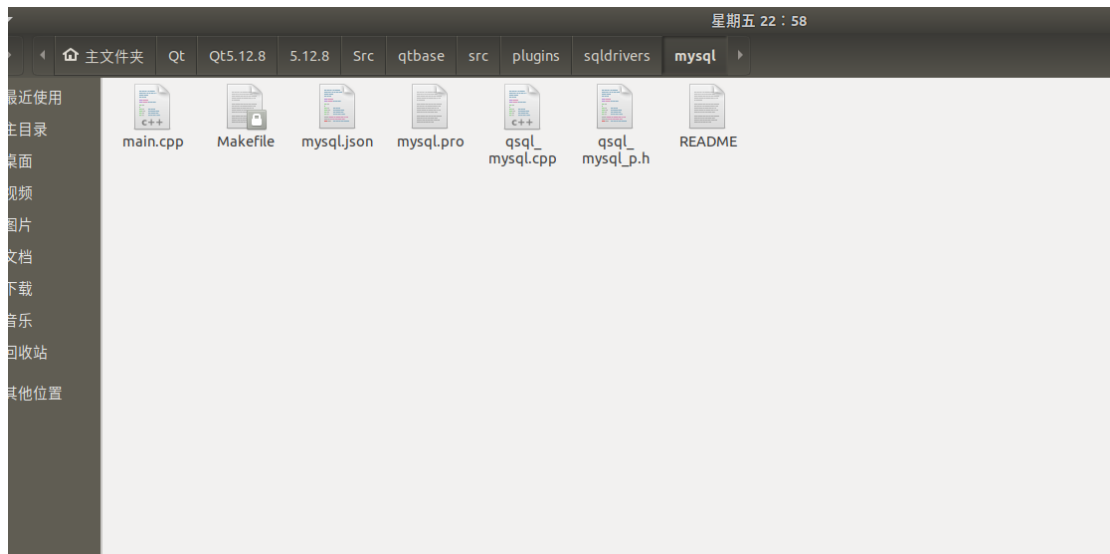 星期五 22：58
主文件夹 Qt Qt5.12.8 5.12.8 Src qtbase src plugins sqldrivers mysql
最近使用
主目录
桌面
视频
图片
文档
下载
音乐
回收站
其他位置
c++
main.cpp
Makefile
mysql.json
mysql.pro
c++
qsql_
mysql.cpp
qsql_
mysql_p.h
README